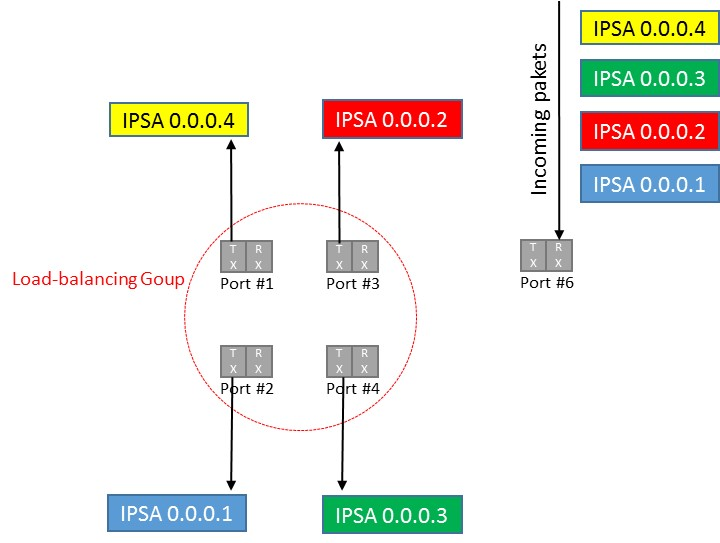 IPSA 0.0.0.4
IPSA 0.0.0.3
IPSA 0.0.0.2
IPSA 0.0.0.1
Incoming pakets
IPSA 0.0.0.4
IPSA 0.0.0.2
T R
X X
Port #1
T R
X X
Port #3
T R
X X
Port #6
Load-balancing Goup
T R
X X
Port #2
T R
X X
Port #4
IPSA 0.0.0.1
IPSA 0.0.0.3